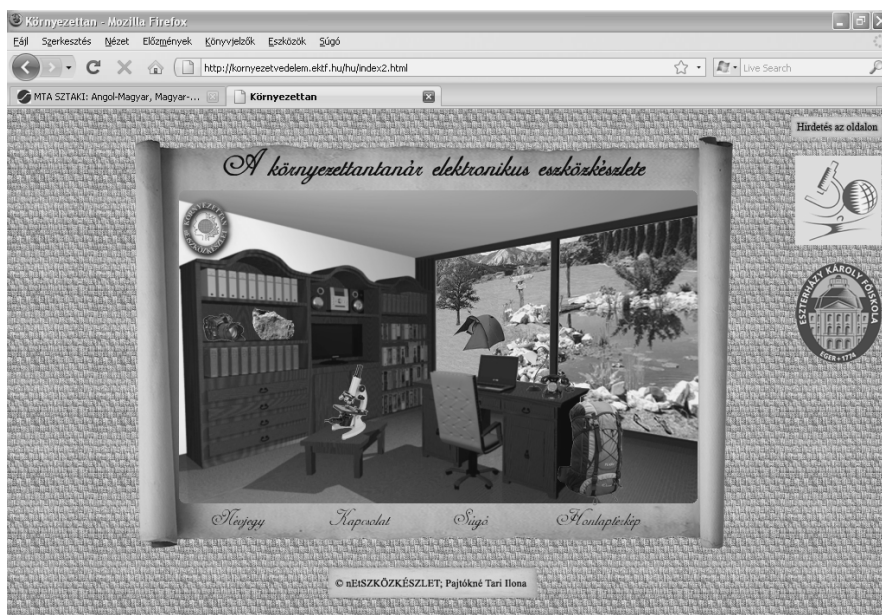 Környezettan - Mozilla Firefox
Fájl Szerkesztés Nézet Előzmények Könyvjelzők Eszközök Súgó
http://kornyezetvedelem.ektf.hu/hu/index2.html
Live Search
MTA SZTAKI: Angol-Magyar, Magyar-...
Környezettan
Hirdetés az oldalon
A környezettantanár elektronikus eszközkészlete
ESZTERHÁZY KÁROLY FŐISKOLA
EGER•1774
Névjegy Kapcsolat Súgó Honlaptérkép
© nEtSZKÖZKÉSZLET; Pajtókné Tari Ilona